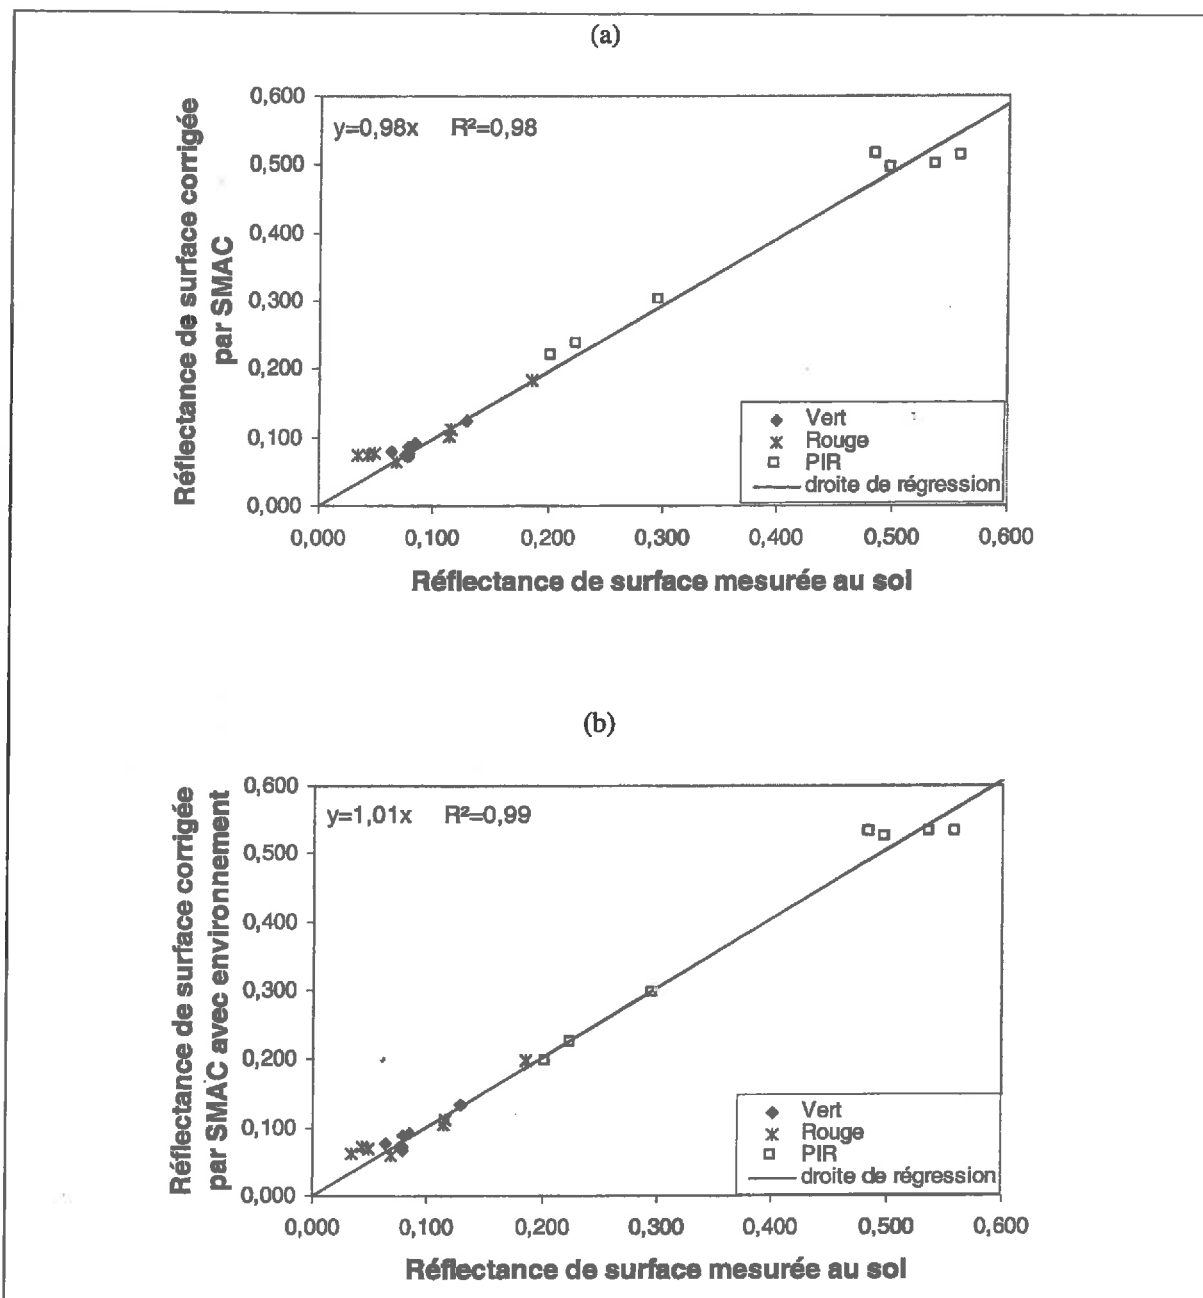 (a)
Réflectance de surface corrigée
par SMAC
0,600
0,500
0,400
0,300
0,200
0,100
0,000
y=0,98x R²=0,98
Vert
Rouge
PIR
droite de régression
0,000 0,100 0,200 0,300 0,400 0,500 0,600
Réflectance de surface mesurée au sol
(b)
Réflectance de surface corrigée
par SMAC avec environnement
0,600
0,500
0,400
0,300
0,200
0,100
0,000
y=1,01x R²=0,99
Vert
Rouge
PIR
droite de régression
0,000 0,100 0,200 0,300 0,400 0,500 0,600
Réflectance de surface mesurée au sol